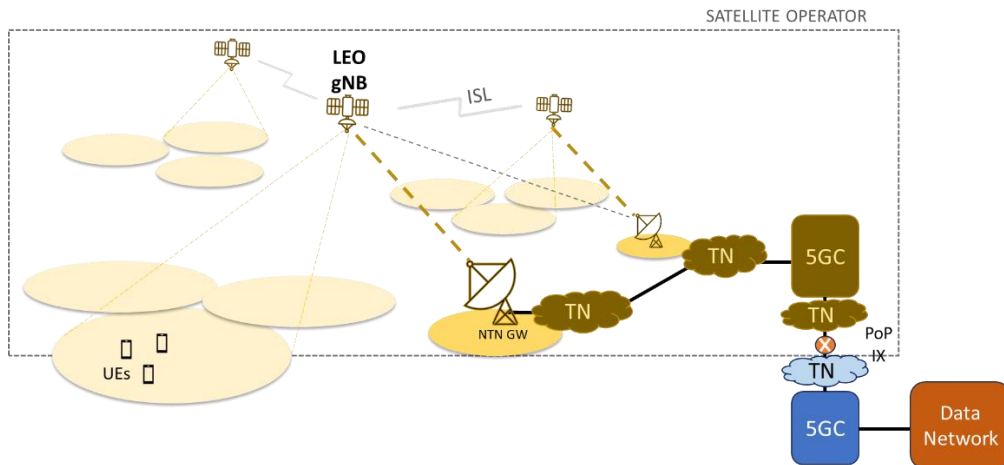 SATELLITE OPERATOR
LEO
gNB
ISL
TN
5GC
TN
NTN GW
TN
PoP
IX
X
TN
UEs
5GC
Data
Network